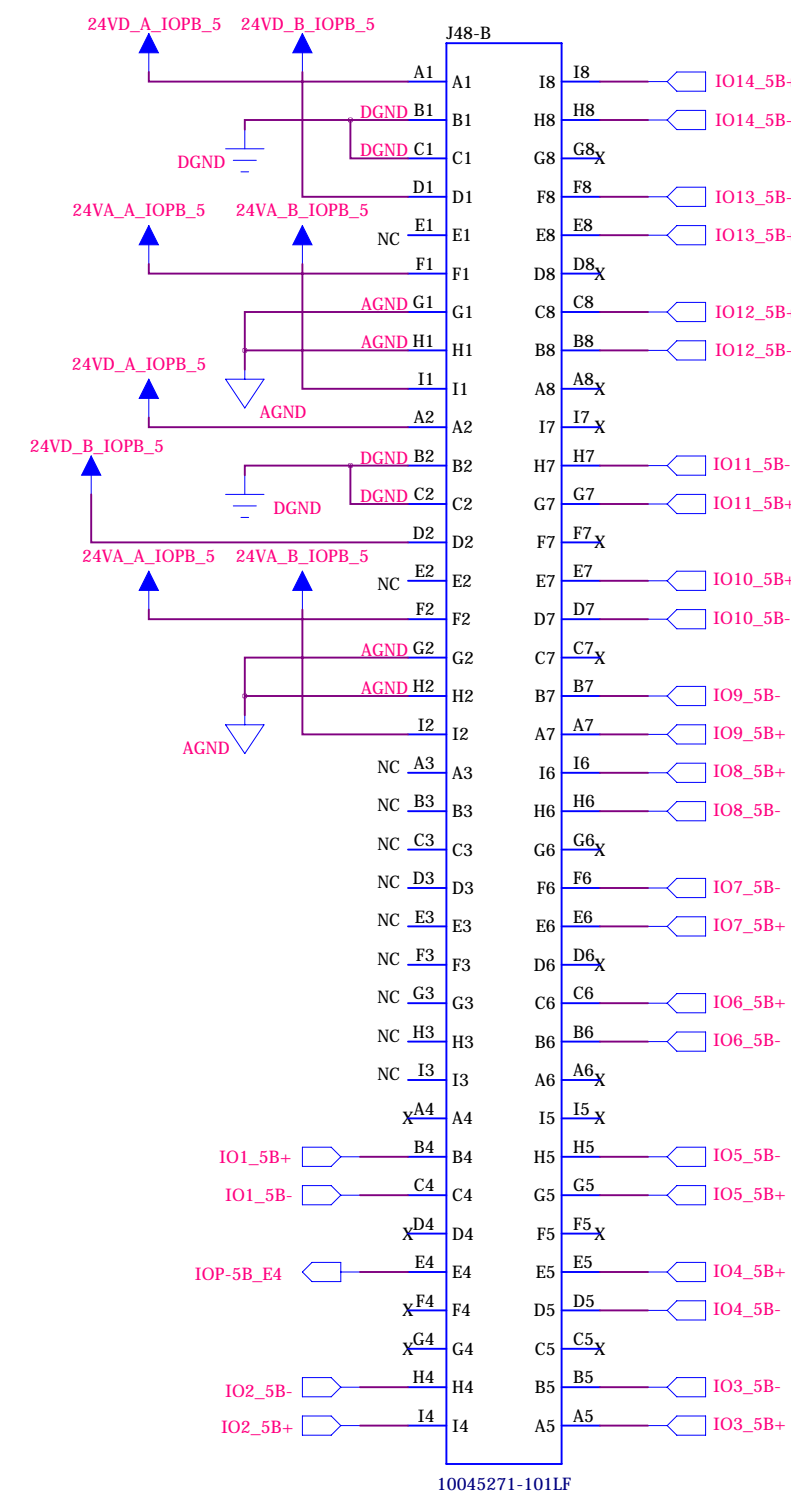 24VD_A_IOPB_5 24VD_B_IOPB_5
J48-B
A1 A1 I8 I8 IO14_5B-
DGND B1 B1 H8 H8 IO14_5B-
DGND DGND C1 C1 G8 G8 X
D1 D1 F8 F8 IO13_5B-
24VA_A_IOPB_5 24VA_B_IOPB_5
NC E1 E1 E8 E8 IO13_5B-
F1 F1 D8 D8 X
AGND G1 G1 C8 C8 IO12_5B-
AGND H1 H1 B8 B8 IO12_5B-
24VD_A_IOPB_5
I1 I1 A8 A8 X
AGND
A2 A2 I7 I7 X
24VD_B_IOPB_5
DGND B2 B2 H7 H7 IO11_5B-
DGND DGND C2 C2 G7 G7 IO11_5B+
D2 D2 F7 F7 X
24VA_A_IOPB_5 24VA_B_IOPB_5
NC E2 E2 E7 E7 IO10_5B+
F2 F2 D7 D7 IO10_5B-
AGND G2 G2 C7 C7 X
AGND H2 H2 B7 B7 IO9_5B-
AGND I2 I2 A7 A7 IO9_5B+
NC A3 A3 I6 I6 IO8_5B+
NC B3 B3 H6 H6 IO8_5B-
NC C3 C3 G6 G6 X
NC D3 D3 F6 F6 IO7_5B-
NC E3 E3 E6 E6 IO7_5B+
NC F3 F3 D6 D6 X
NC G3 G3 C6 C6 IO6_5B+
NC H3 H3 B6 B6 IO6_5B-
NC I3 I3 A6 A6 X
X A4 A4 I5 I5 X
IO1_5B+ B4 B4 H5 H5 IO5_5B-
IO1_5B- C4 C4 G5 G5 IO5_5B+
X D4 D4 F5 F5 X
IOP-5B_E4 E4 E4 E5 E5 IO4_5B+
X F4 F4 D5 D5 IO4_5B-
X G4 G4 C5 C5 X
IO2_5B- H4 H4 B5 B5 IO3_5B-
IO2_5B+ I4 I4 A5 A5 IO3_5B+
10045271-101LF